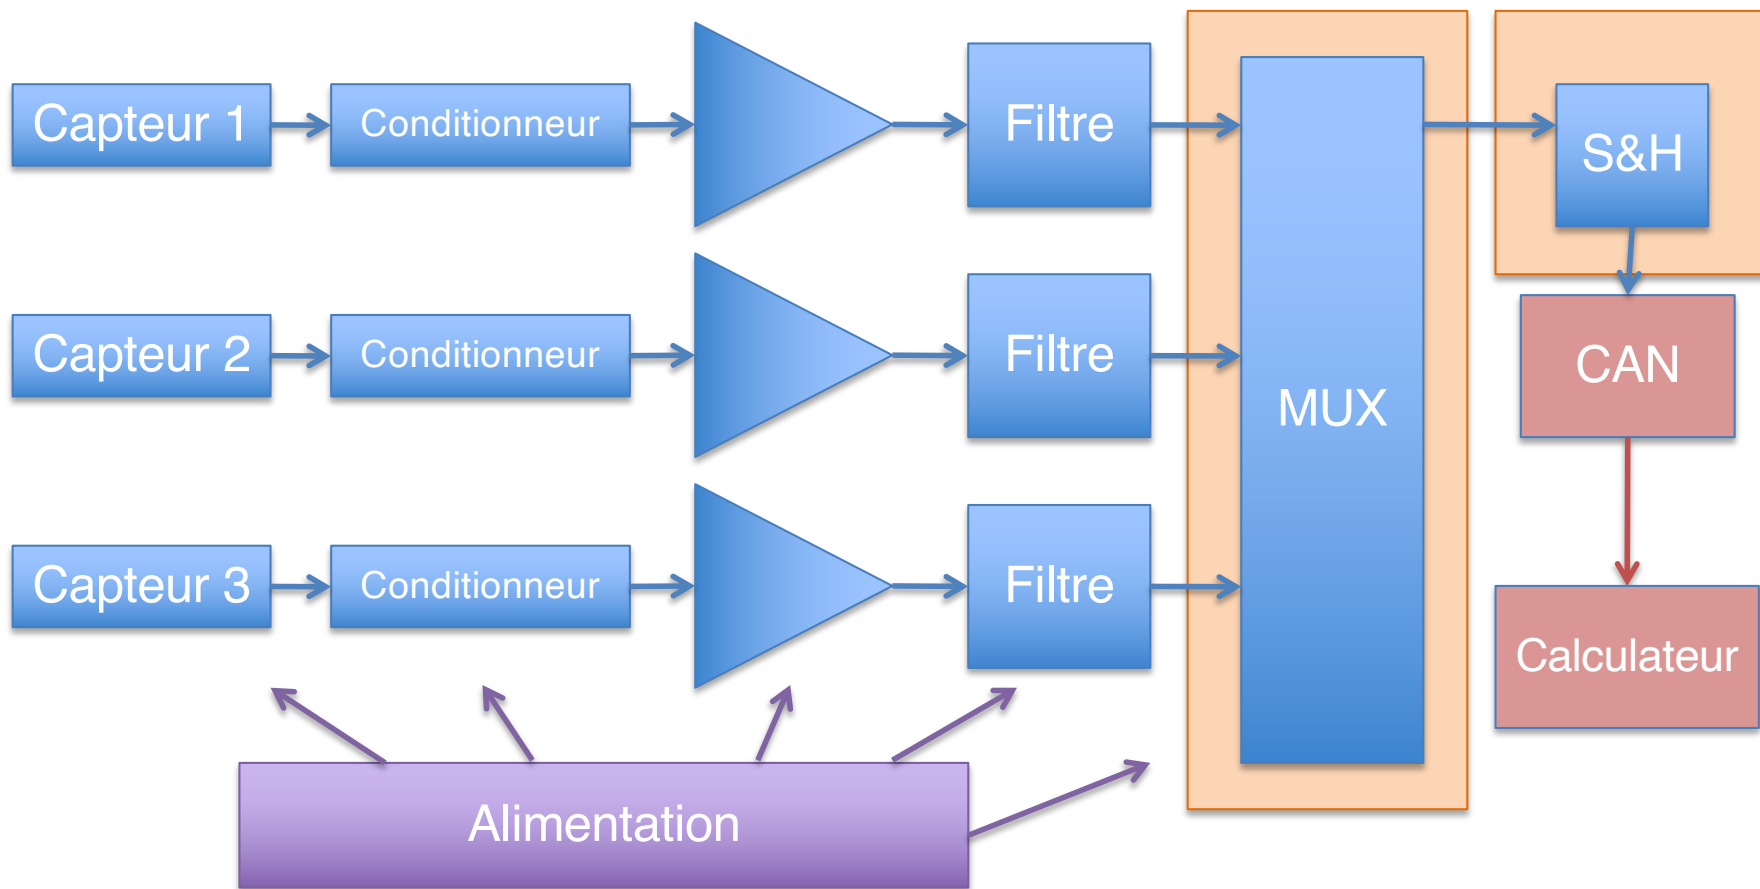 Capteur 1
Conditionneur
Filtre
S&H
Capteur 2
Conditionneur
Filtre
MUX
CAN
Capteur 3
Conditionneur
Filtre
Calculateur
Alimentation